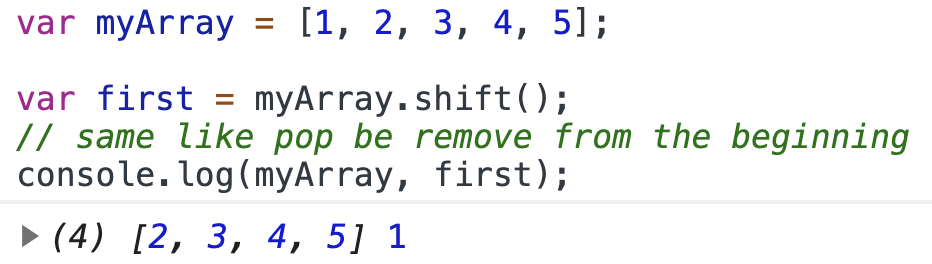 var myArray = [1, 2, 3, 4, 5];
var first = myArray.shift();
// same like pop be remove from the beginning
console.log(myArray, first);
(4) [2, 3, 4, 5] 1